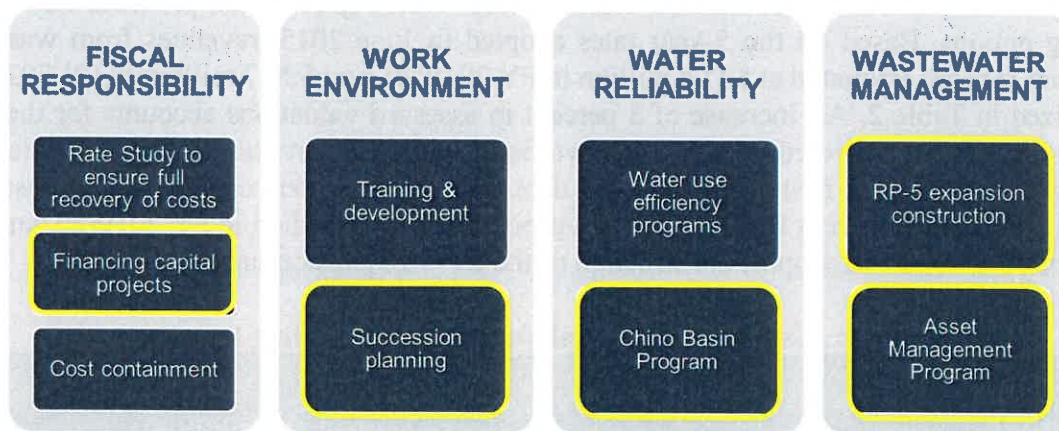 FISCAL
RESPONSIBILITY
Rate Study to
ensure full
recovery of costs
Financing capital
projects
Cost containment
WORK
ENVIRONMENT
Training &
development
Succession
planning
WATER
RELIABILITY
Water use
efficiency
programs
Chino Basin
Program
WASTEWATER
MANAGEMENT
RP-5 expansion
construction
Asset
Management
Program